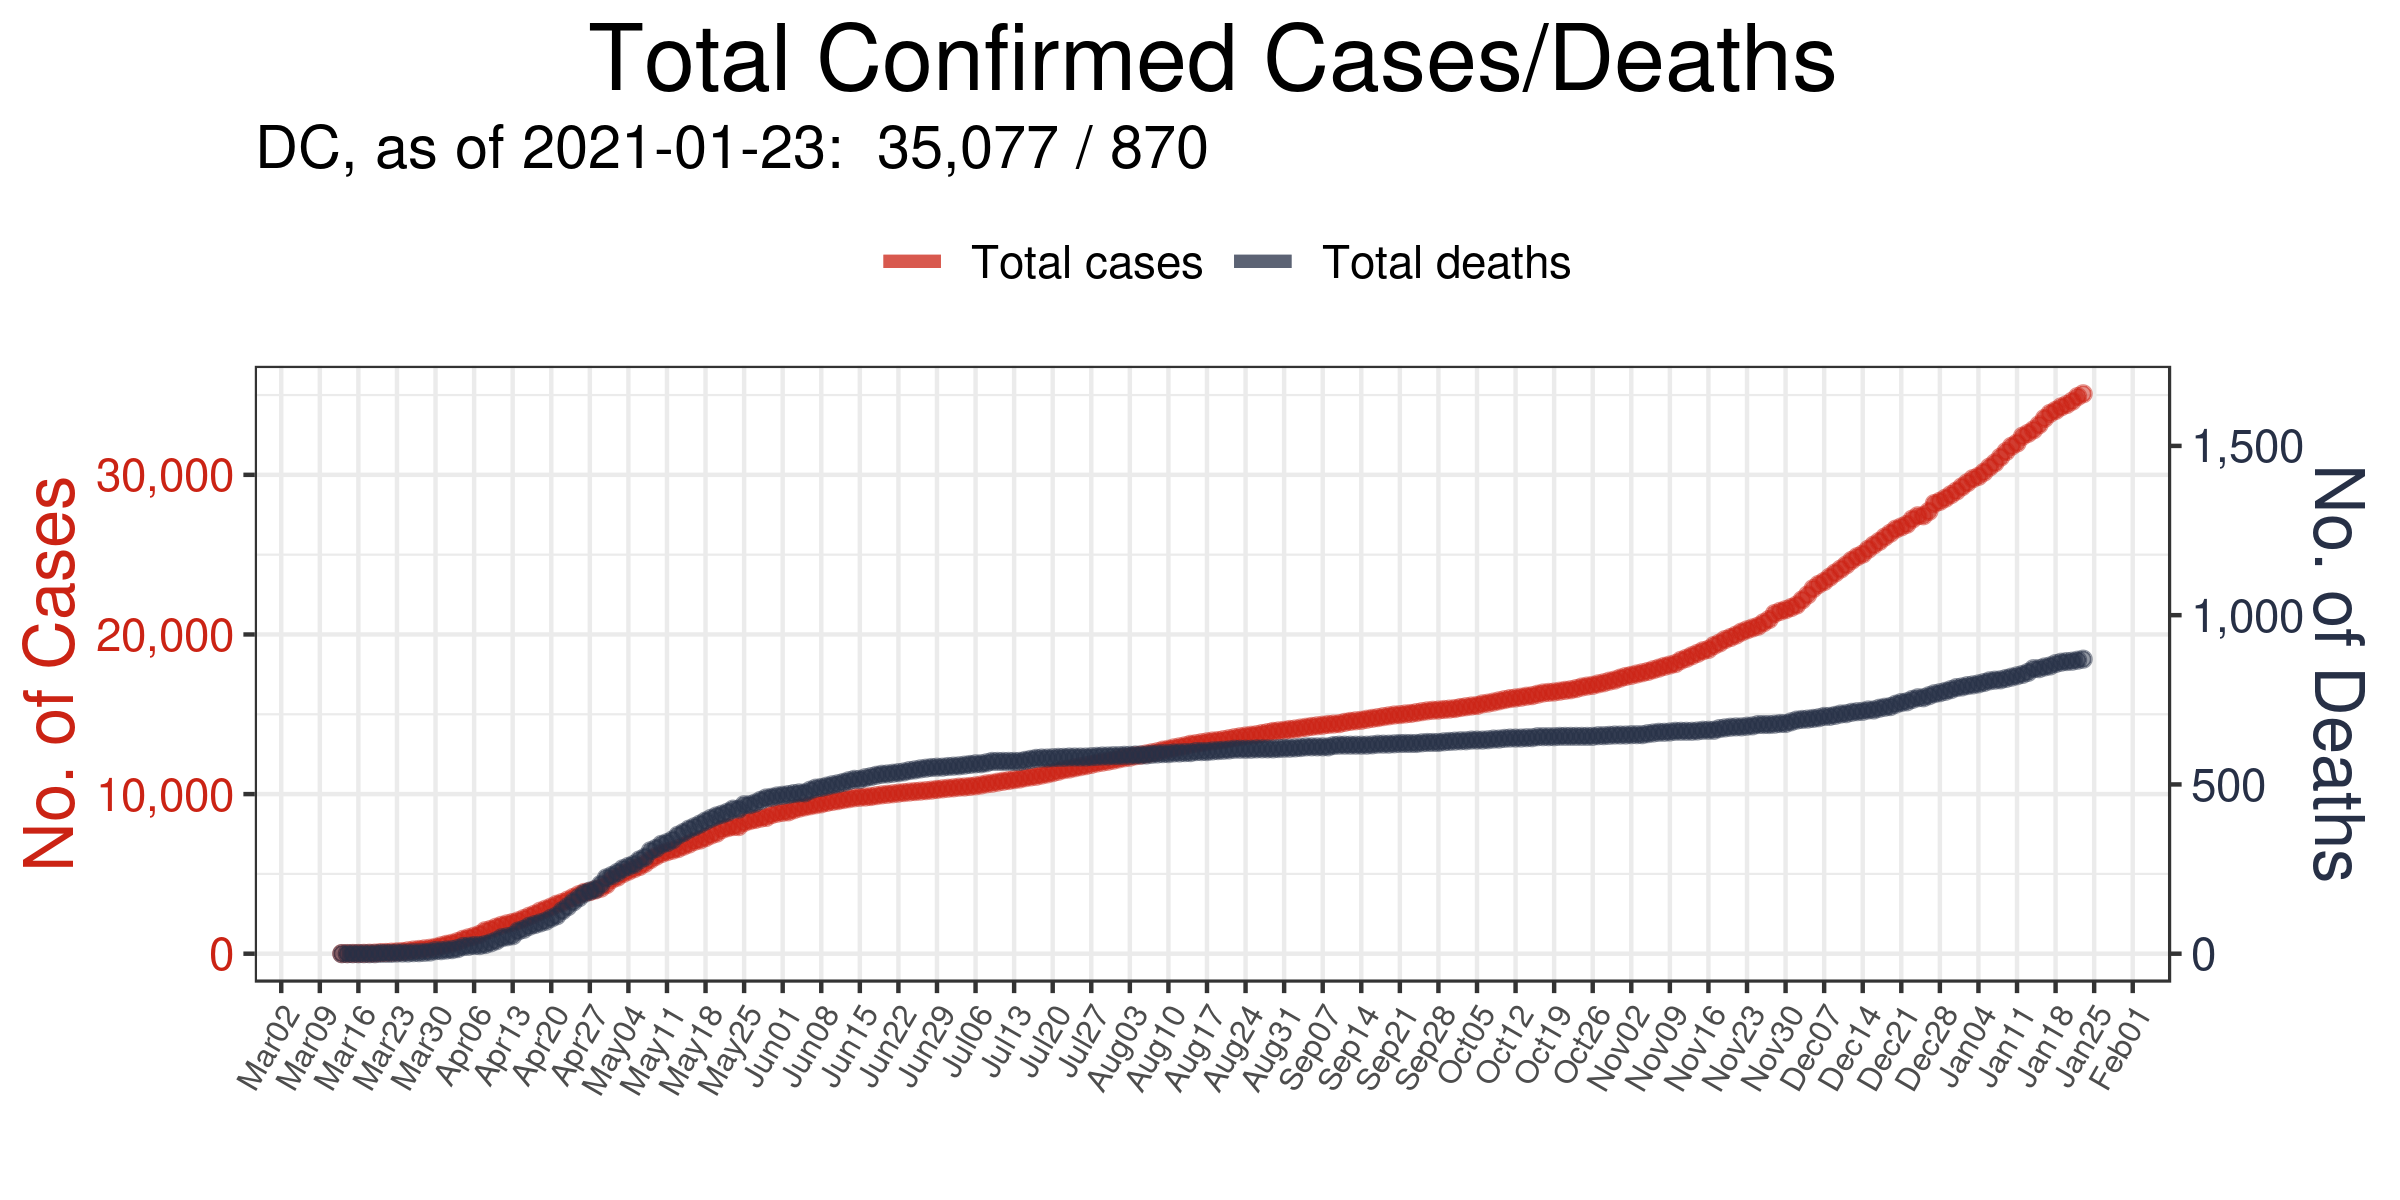 Total Confirmed Cases/Deaths
DC, as of 2021-01-23:  35,077 / 870
Total cases
Total deaths
No. of Cases
30,000
20,000
10,000
0
1,500
1,000
500
0
No. of Deaths
Mar02
Mar09
Mar16
Mar23
Mar30
Apr06
Apr13
Apr20
Apr27
May04
May11
May18
May25
Jun01
Jun08
Jun15
Jun22
Jun29
Jul06
Jul13
Jul20
Jul27
Aug03
Aug10
Aug17
Aug24
Aug31
Sep07
Sep14
Sep21
Sep28
Oct05
Oct12
Oct19
Oct26
Nov02
Nov09
Nov16
Nov23
Nov30
Dec07
Dec14
Dec21
Dec28
Jan04
Jan11
Jan18
Jan25
Feb01